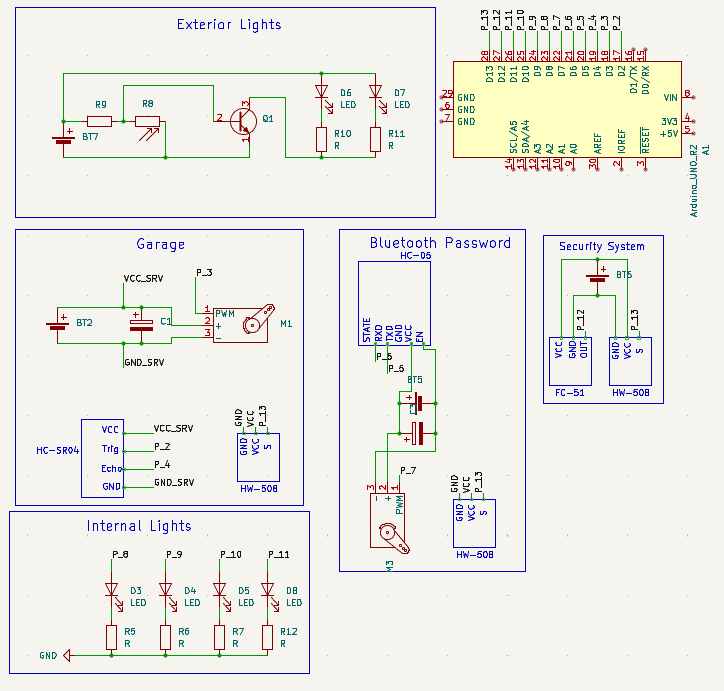 Exterior Lights
R9
R8
BT7
Q1
1
2
3
D6
LED
D7
LED
R10
R
R11
R
P_13
P_12
P_11
P_10
P_9
P_8
P_7
P_6
P_5
P_4
P_3
P_2
28
27
26
25
24
23
22
21
20
19
18
17
16
15
D13
D12
D11
D10
D9
D8
D7
D6
D5
D4
D3
D2
D1/TX
D0/RX
29
GND
6
GND
7
GND
VIN
8
3V3
4
+5V
5
SCL/A5
SDA/A4
A3
A2
A1
A0
AREF
IOREF
RESET
14
13
12
11
10
9
30
2
3
Arduino_UNO_R2
A1
Garage
VCC_SRV
P_3
BT2
C1
1
2
3
PWM
+
-
M1
GND_SRV
HC-SR04
VCC
Trig
Echo
GND
VCC_SRV
P_2
P_4
GND_SRV
GND
VCC
P_13
GND
VCC
S
HW-508
Bluetooth Password
HC-06
STATE
RXD
TXD
GND
VCC
EN
P_5
P_6
BT5
P_7
3
2
1
-
+
PWM
M3
GND
VCC
P_13
GND
VCC
S
HW-508
Security System
BT6
P_12
P_13
VCC
GND
OUT
FC-51
GND
VCC
S
HW-508
Internal Lights
P_8
P_9
P_10
P_11
D3
LED
D4
LED
D5
LED
D8
LED
R5
R
R6
R
R7
R
R12
R
GND